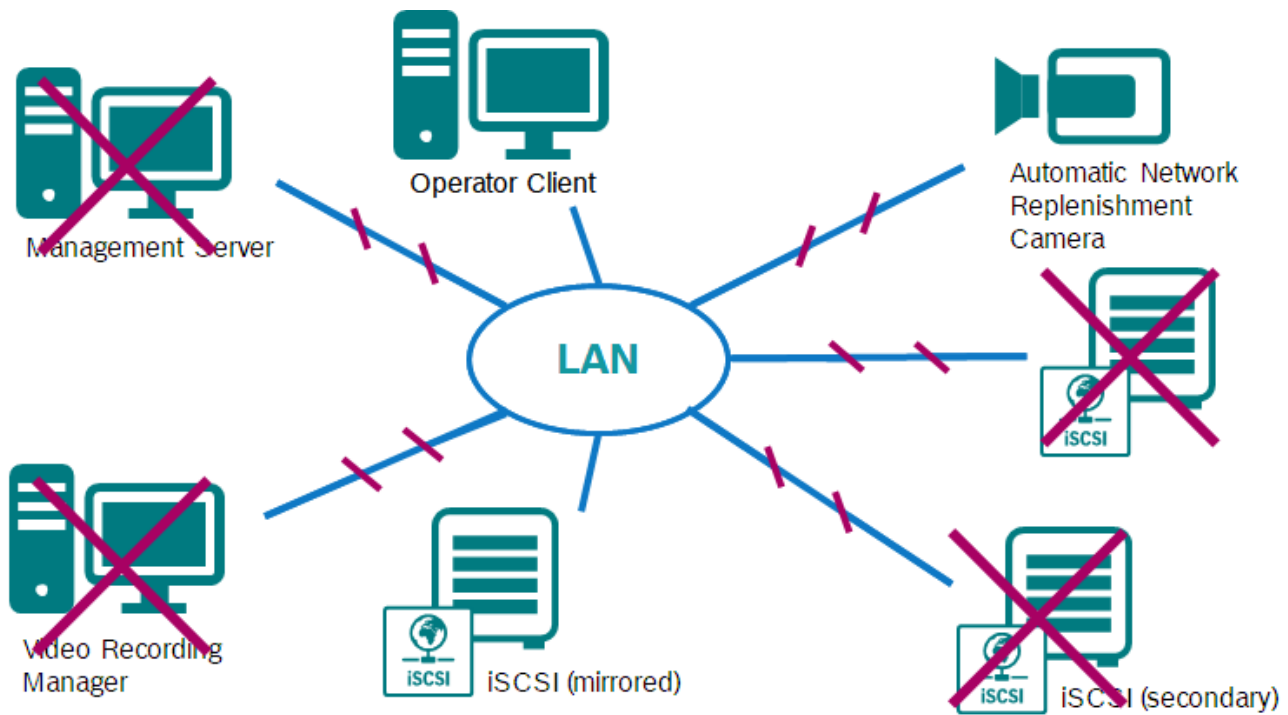 Operator Client
Automatic Network
Replenishment
Camera
Management Server
LAN
iSCSI
Video Recording
Manager
iSCSI
iSCSI (mirrored)
iSCSI
iSCSI (secondary)